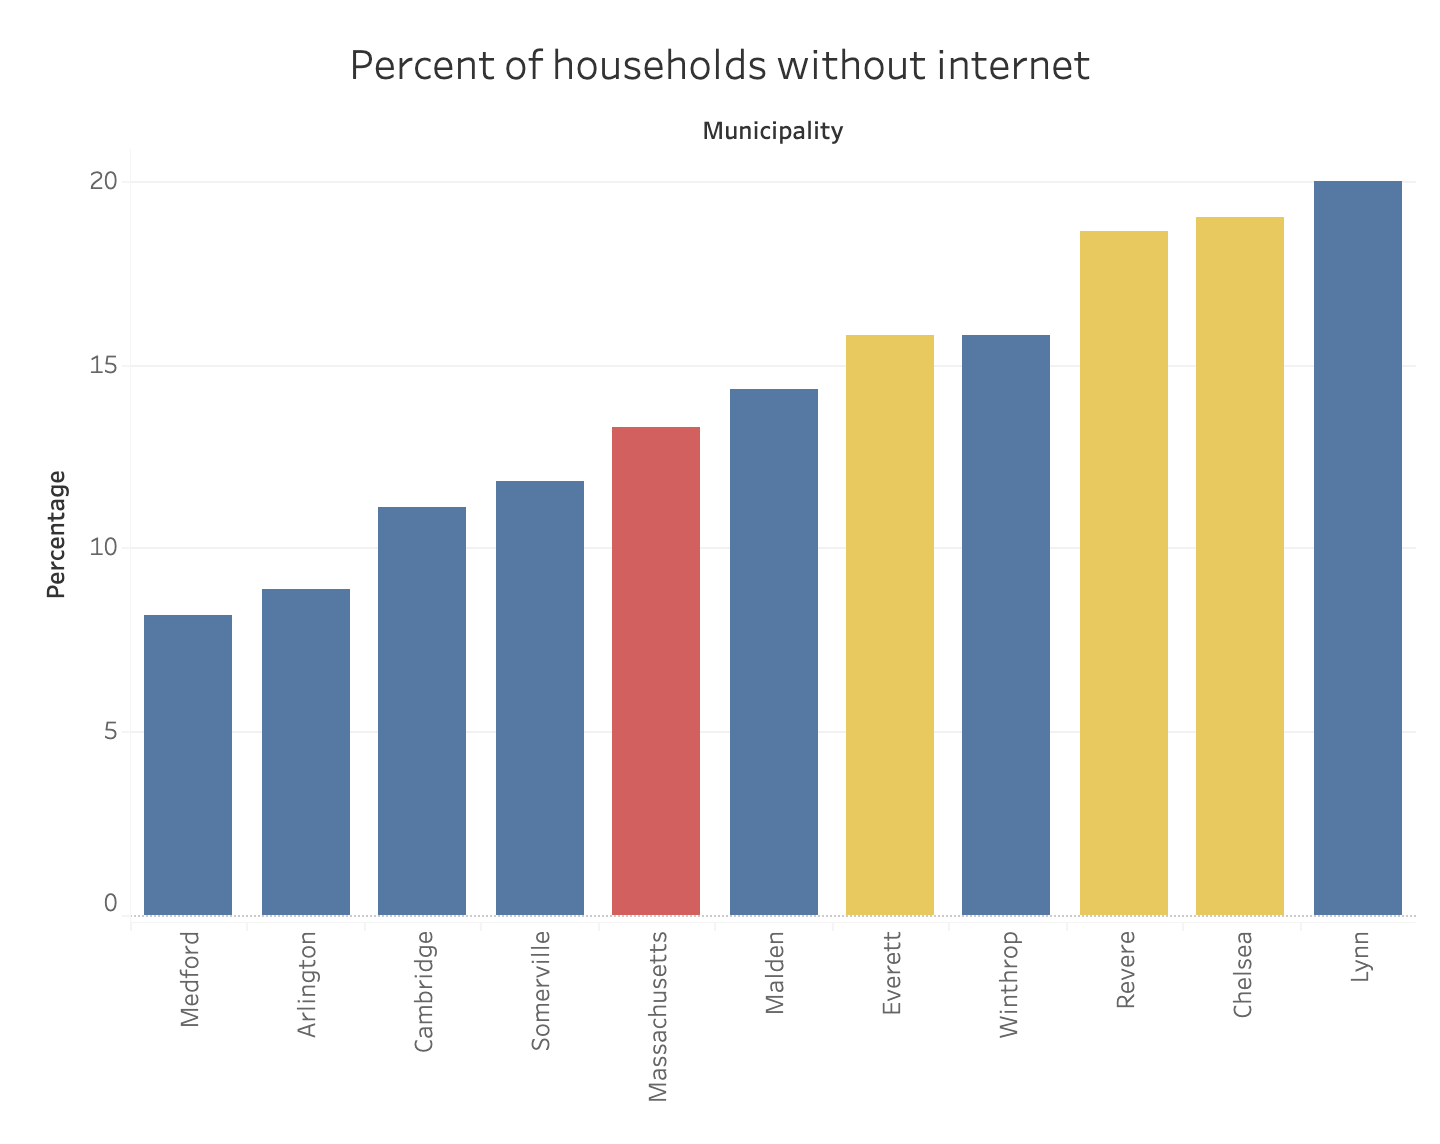 Percent of households without internet
Municipality
20
15
10
5
0
Percentage
Medford
Arlington
Cambridge
Somerville
Massachusetts
Malden
Everett
Winthrop
Revere
Chelsea
Lynn